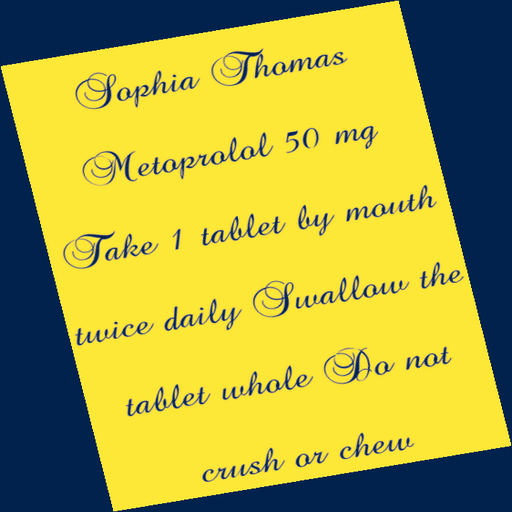 Sophia Thomas
Metoprolol 50 mg
Take 1 tablet by mouth
twice daily Swallow the
tablet whole Do not
crush or chew